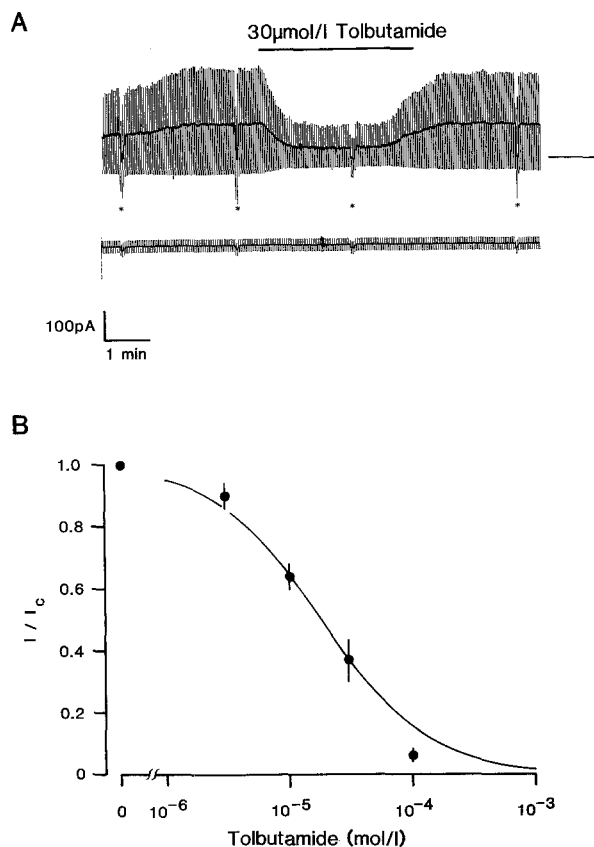 A
30μmol/l Tolbutamide
* * * *
100pA
1 min
B
1.0
0.8
0.6
0.4
0.2
0
I / Ic
0 10⁻⁶ 10⁻⁵ 10⁻⁴ 10⁻³
Tolbutamide (mol/l)